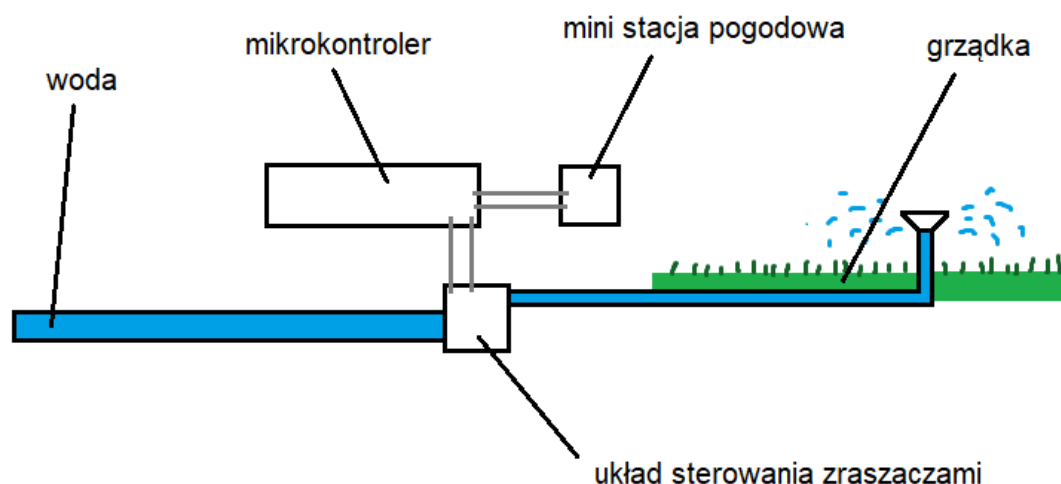 mini stacja pogodowa
mikrokontroler
grządka
woda
układ sterowania zraszaczami